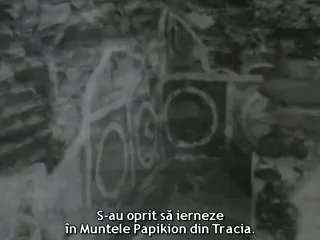 S-au oprit să ierneze
în Muntele Papikion din Tracia.